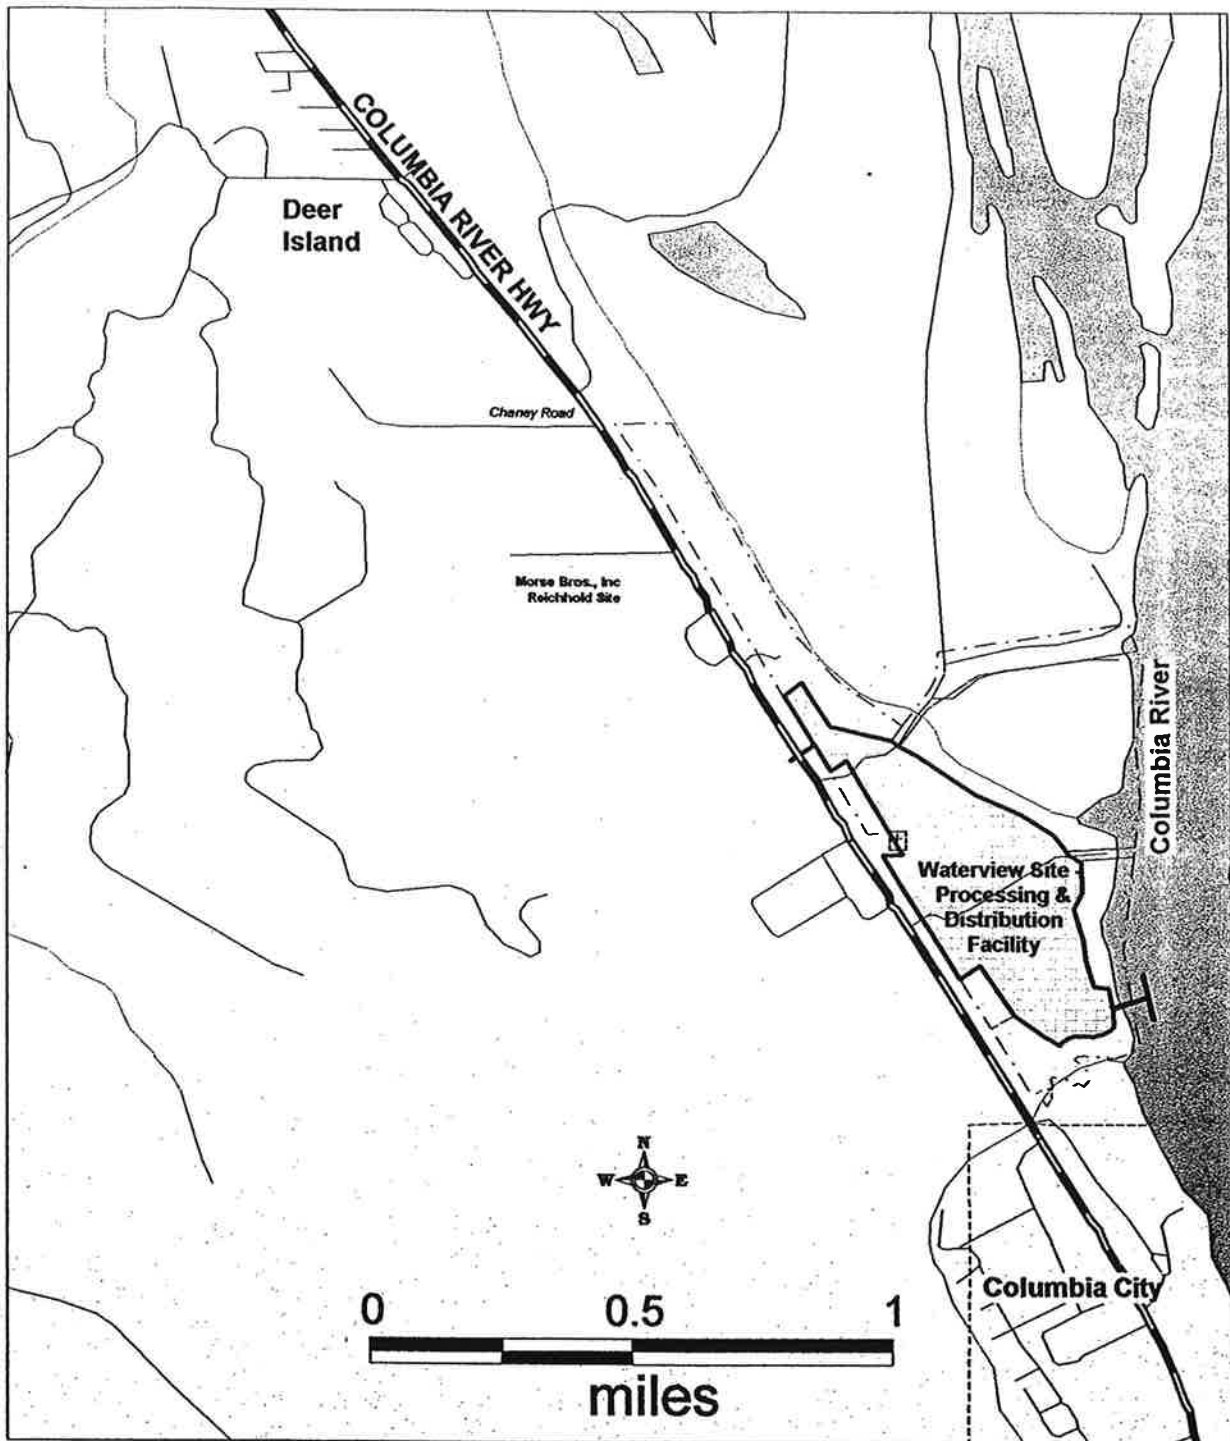 COLUMBIA RIVER HWY
Deer
Island
Chaney Road
Morse Bros., Inc
Reichhold Site
Columbia River
Waterview Site
Processing &
Distribution
Facility
N
W E
S
Columbia City
0 0.5 1
miles